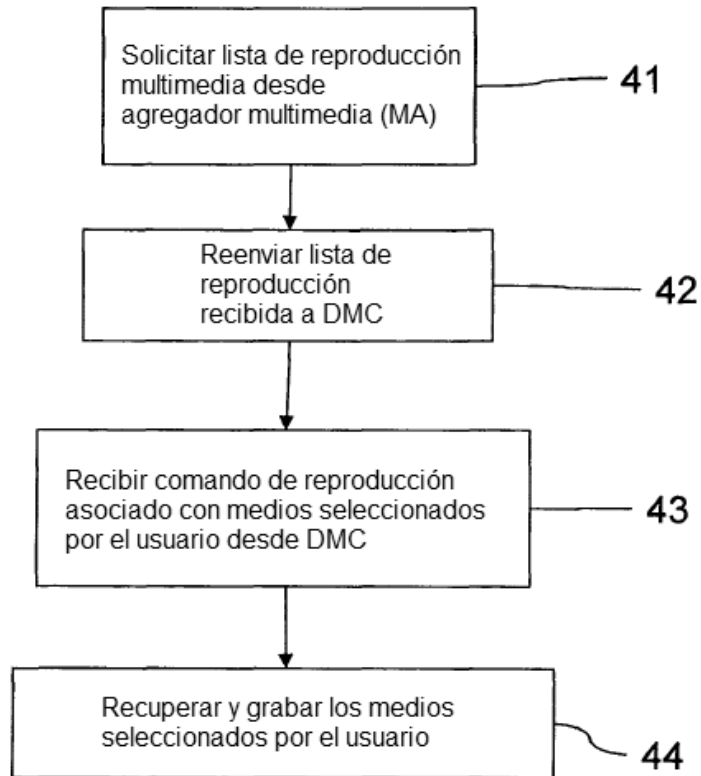 Solicitar lista de reproducción
multimedia desde
agregador multimedia (MA)
41
Reenviar lista de
reproducción
recibida a DMC
42
Recibir comando de reproducción
asociado con medios seleccionados
por el usuario desde DMC
43
Recuperar y grabar los medios
seleccionados por el usuario
44